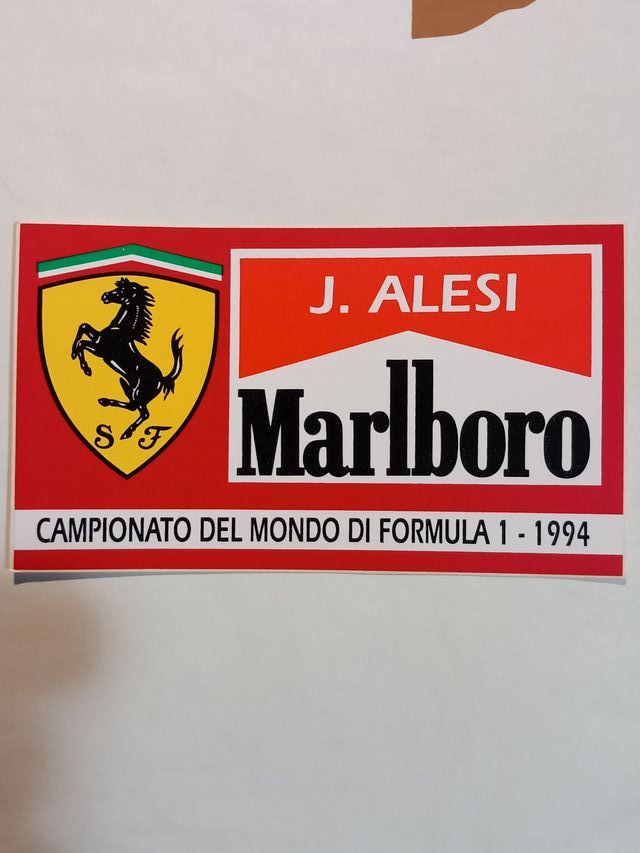 J. ALESI
Marlboro
S F
CAMPIONATO DEL MONDO DI FORMULA 1 - 1994